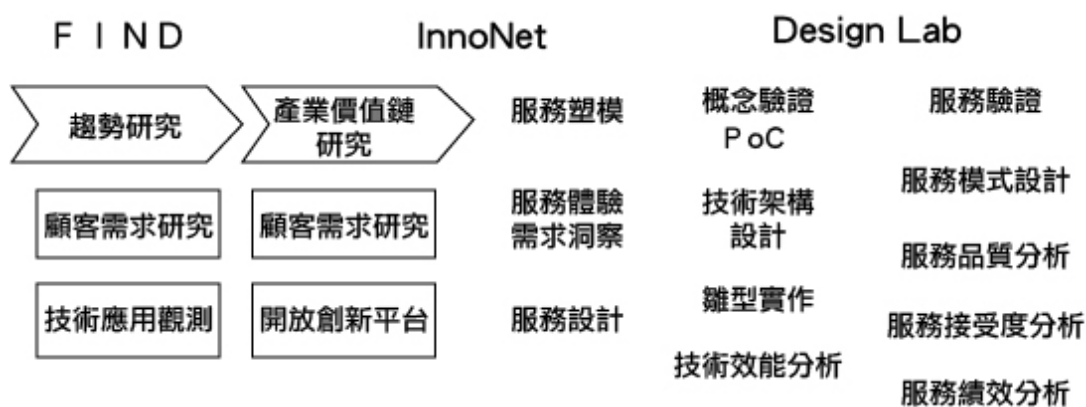 ＦＩＮＤ
InnoNet
Design Lab
趨勢研究
產業價值鏈
研究
服務塑模
概念驗證
ＰoC
服務驗證
顧客需求研究
顧客需求研究
服務體驗
需求洞察
技術架構
設計
服務模式設計
服務品質分析
技術應用觀測
開放創新平台
服務設計
雛型實作
技術效能分析
服務接受度分析
服務績效分析